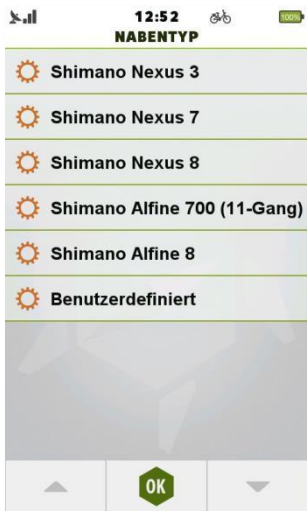 12:52
100%
NABENTYP
Shimano Nexus 3
Shimano Nexus 7
Shimano Nexus 8
Shimano Alfine 700 (11-Gang)
Shimano Alfine 8
Benutzerdefiniert
OK